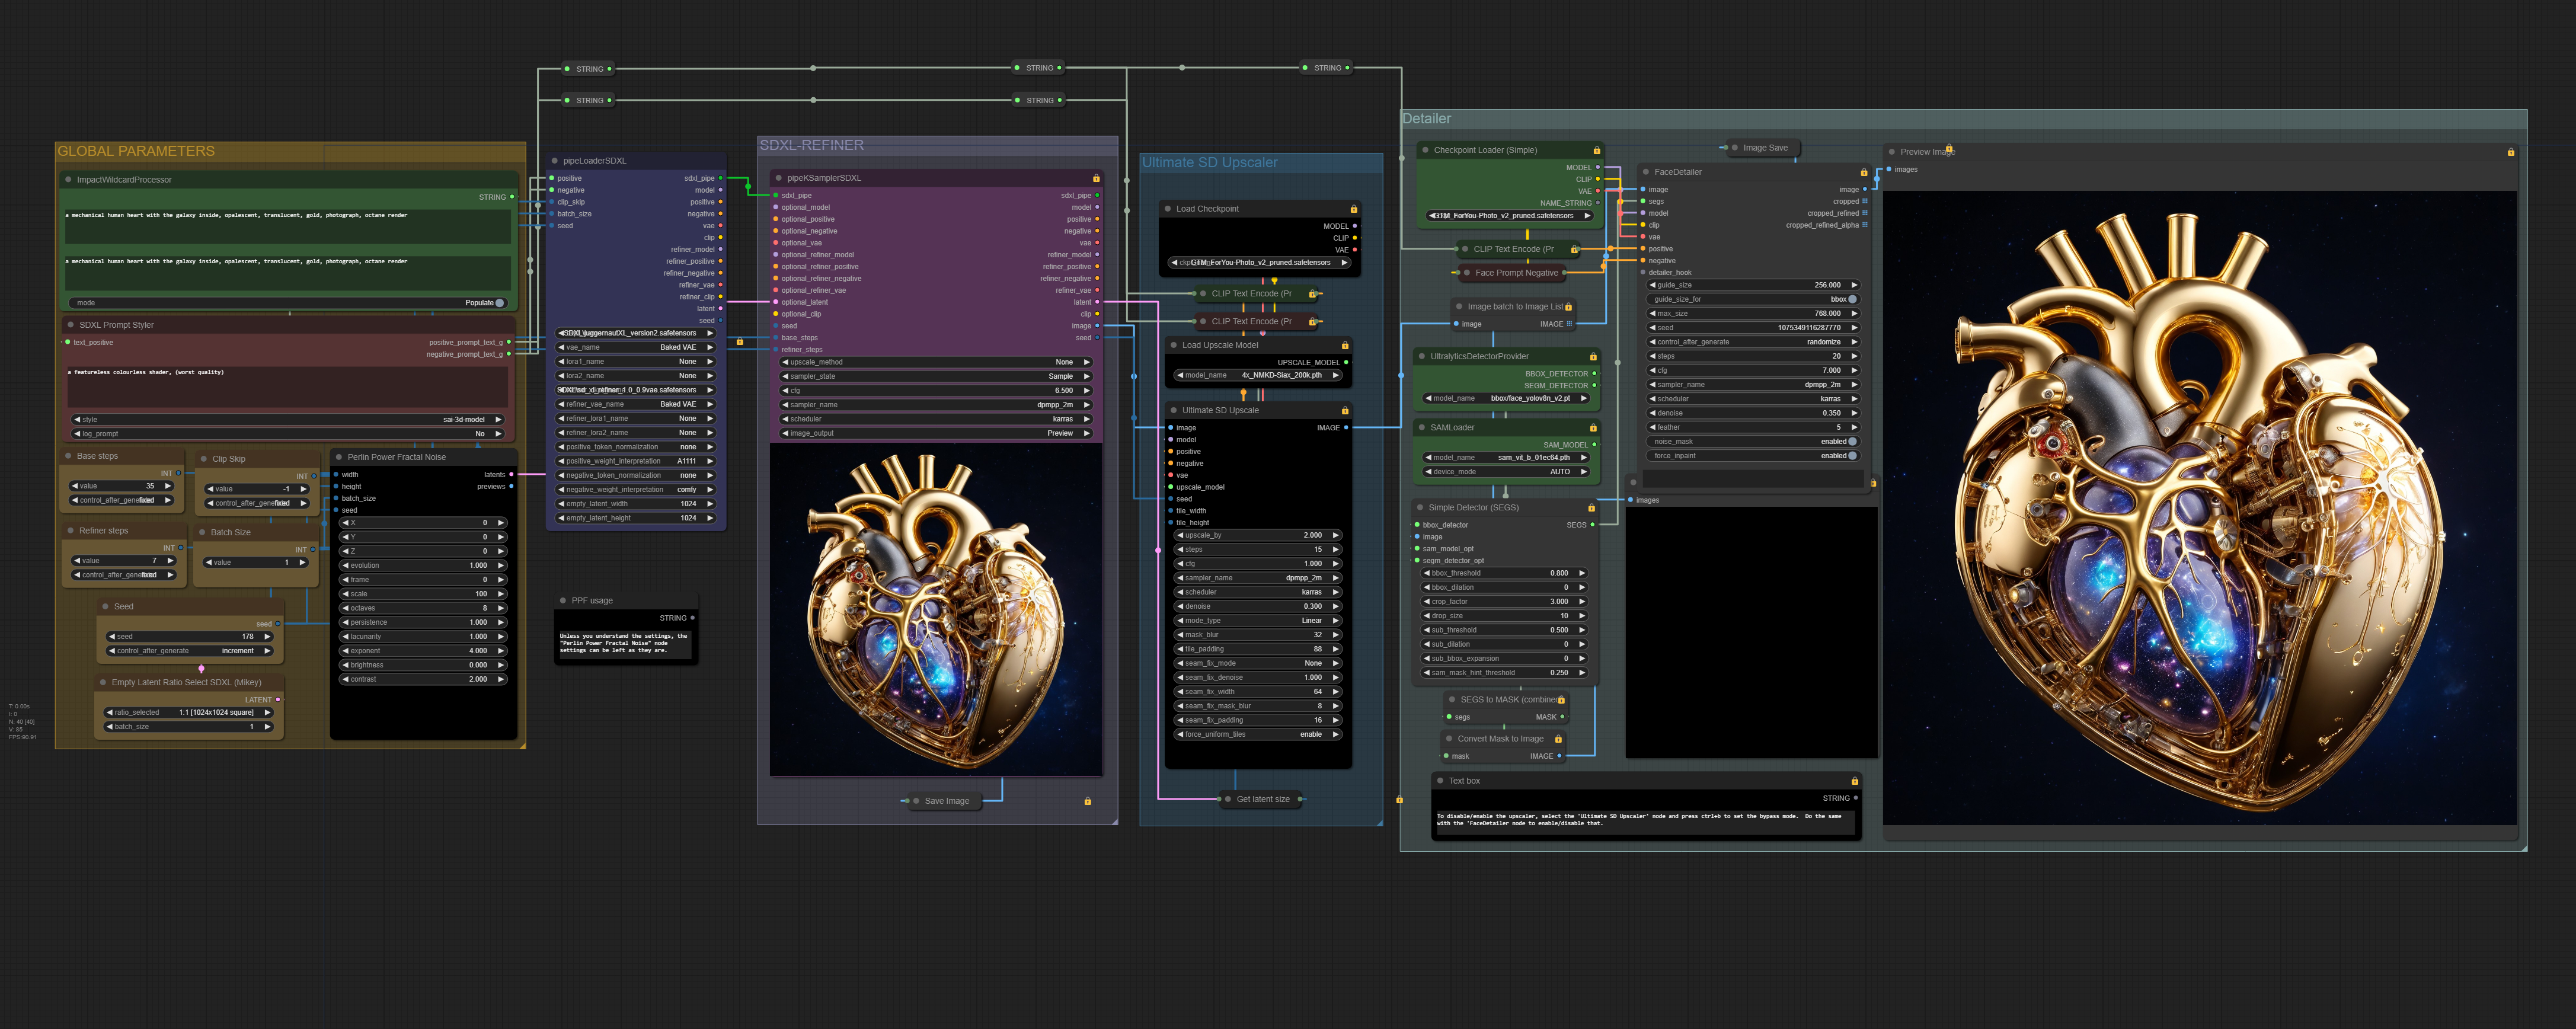 STRING
STRING
STRING
STRING
STRING
GLOBAL PARAMETERS
ImpactWildcardProcessor
STRING
a mechanical human heart with the galaxy inside, opalescent, translucent, gold, photograph, octane render
a mechanical human heart with the galaxy inside, opalescent, translucent, gold, photograph, octane render
mode Populate
SDXL Prompt Styler
text_positive positive_prompt_text_g
negative_prompt_text_g
a featureless colourless shader, (worst quality)
style sai-3d-model
log_prompt No
Base steps
INT
value 35
control_after_generate fixed
Clip Skip
INT
value -1
control_after_generate fixed
Refiner steps
INT
value 7
control_after_generate fixed
Batch Size
INT
value 1
Seed
seed
seed 178
control_after_generate increment
Empty Latent Ratio Select SDXL (Mikey)
LATENT
ratio_selected 1:1 [1024x1024 square]
batch_size 1
Perlin Power Fractal Noise
width latents
height previews
batch_size
seed
X 0
Y 0
Z 0
evolution 1.000
frame 0
scale 100
octaves 8
persistence 1.000
lacunarity 1.000
exponent 4.000
brightness 0.000
contrast 2.000
T: 0.00s
I: 0
N: 40 [40]
V: 85
FPS:90.91
pipeLoaderSDXL
positive sdxl_pipe
negative model
clip_skip positive
batch_size negative
seed vae
clip
refiner_model
refiner_positive
refiner_negative
refiner_vae
refiner_clip
latent
seed
vae_name Baked VAE
lora1_name None
lora2_name None
refiner_vae_name Baked VAE
refiner_lora1_name None
refiner_lora2_name None
positive_token_normalization none
positive_weight_interpretation A1111
negative_token_normalization none
negative_weight_interpretation comfy
empty_latent_width 1024
empty_latent_height 1024
PPF usage
STRING
Unless you understand the settings, the
"Perlin Power Fractal Noise" node
settings can be left as they are.
SDXL-REFINER
pipeKSamplerSDXL
sdxl_pipe sdxl_pipe
optional_model model
optional_positive positive
optional_negative negative
optional_vae vae
optional_refiner_model refiner_model
optional_refiner_positive refiner_positive
optional_refiner_negative refiner_negative
optional_refiner_vae refiner_vae
optional_latent latent
optional_clip clip
seed image
base_steps seed
refiner_steps
upscale_method None
sampler_state Sample
cfg 6.500
sampler_name dpmpp_2m
scheduler karras
image_output Preview
Save Image
Ultimate SD Upscaler
Load Checkpoint
MODEL
CLIP
VAE
GTM_ForYou-Photo_v2_pruned.safetensors
CLIP Text Encode (Pr
CLIP Text Encode (Pr
Load Upscale Model
UPSCALE_MODEL
model_name 4x_NMKD-Siax_200k.pth
Ultimate SD Upscale
image IMAGE
model
positive
negative
vae
upscale_model
seed
tile_width
tile_height
upscale_by 2.000
steps 15
cfg 1.000
sampler_name dpmpp_2m
scheduler karras
denoise 0.300
mode_type Linear
mask_blur 32
tile_padding 88
seam_fix_mode None
seam_fix_denoise 1.000
seam_fix_width 64
seam_fix_mask_blur 8
seam_fix_padding 16
force_uniform_tiles enable
Get latent size
Detailer
Checkpoint Loader (Simple)
MODEL
CLIP
VAE
NAME_STRING
GTM_ForYou-Photo_v2_pruned.safetensors
CLIP Text Encode (Pr
Face Prompt Negative
Image batch to Image List
image IMAGE
UltralyticsDetectorProvider
BBOX_DETECTOR
SEGM_DETECTOR
model_name bbox/face_yolov8n_v2.pt
SAMLoader
SAM_MODEL
model_name sam_vit_b_01ec64.pth
device_mode AUTO
Simple Detector (SEGS)
bbox_detector SEGS
image
sam_model_opt
segm_detector_opt
bbox_threshold 0.800
bbox_dilation 0
crop_factor 3.000
drop_size 10
sub_threshold 0.500
sub_dilation 0
sub_bbox_expansion 0
sam_mask_hint_threshold 0.250
SEGS to MASK (combined
segs MASK
Convert Mask to Image
mask IMAGE
Text box
STRING
To disable/enable the upscaler, select the 'Ultimate SD Upscaler' node and press ctrl+b to set the bypass mode. Do the same
with the 'FaceDetailer node to enable/disable that.
Image Save
FaceDetailer
image image
segs cropped
model cropped_refined
clip cropped_refined_alpha
vae
positive
negative
detailer_hook
guide_size 256.000
guide_size_for bbox
max_size 768.000
seed 1075349116287770
control_after_generate randomize
steps 20
cfg 7.000
sampler_name dpmpp_2m
scheduler karras
denoise 0.350
feather 5
noise_mask enabled
force_inpaint enabled
images
Preview Image
images